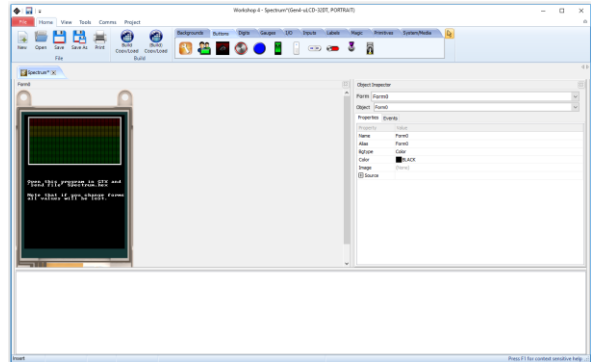 Workshop 4 - Spectrum*(Gen4-uLCD-32DT, PORTRAIT)
File Home View Tools Comms Project
New Open Save Save As Print
(Build) Copy/Load (Build) Copy/Load
File Build
Backgrounds Buttons Digits Gauges I/O Inputs Labels Magic Primitives System/Media
Spectrum*
Form0
Open this program in GTX and
"send file" Spectrum.hex
Note that if you change forms
all values will be lost.
Object Inspector
Form Form0
Object Form0
Properties Events
Property Value
Name Form0
Alias Form0
Bgtype Color
Color BLACK
Image (None)
Source
Insert
Press F1 for context sensitive help